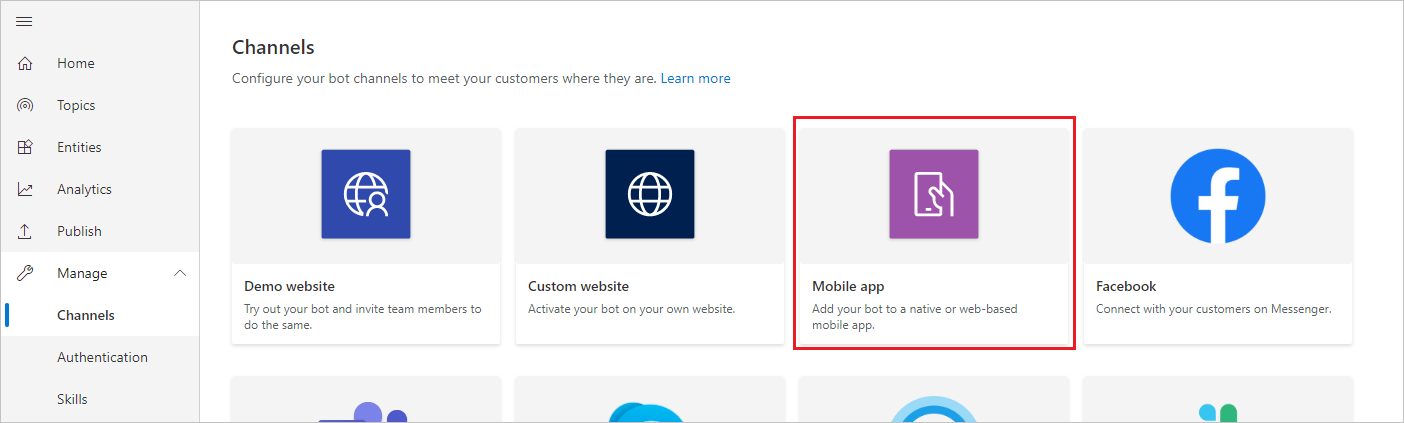 Home
Topics
Entities
Analytics
Publish
Manage
Channels
Authentication
Skills
Channels
Configure your bot channels to meet your customers where they are. Learn more
Demo website
Try out your bot and invite team members to
do the same.
Custom website
Activate your bot on your own website.
Mobile app
Add your bot to a native or web-based
mobile app.
Facebook
Connect with your customers on Messenger.